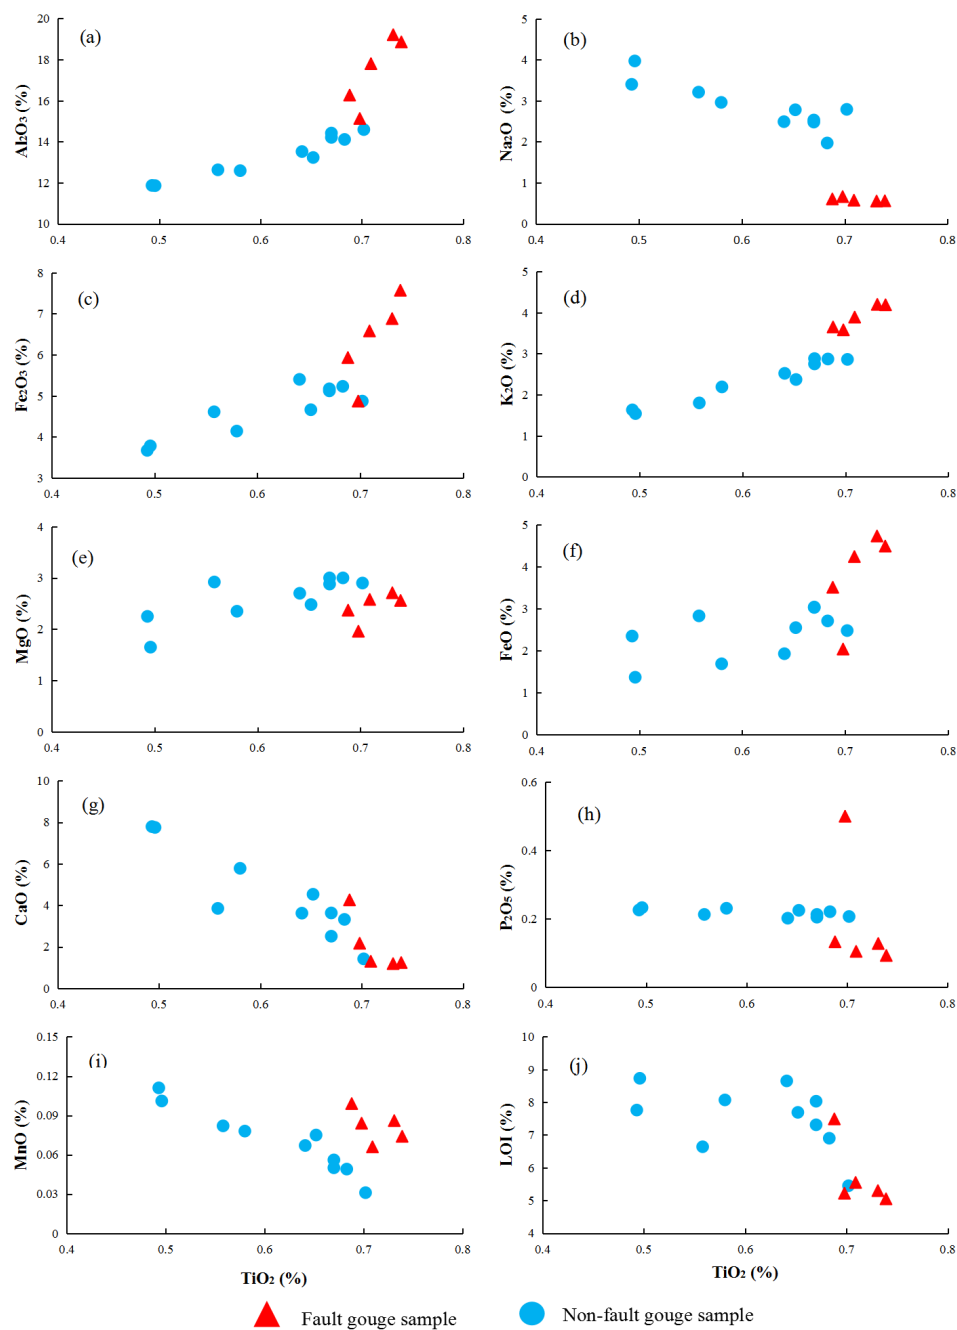 (a)
Al₂O₃ (%)
20
18
16
14
12
10
0.4 0.5 0.6 0.7 0.8
(b)
Na₂O (%)
5
4
3
2
1
0
0.4 0.5 0.6 0.7 0.8
(c)
Fe₂O₃ (%)
8
7
6
5
4
3
0.4 0.5 0.6 0.7 0.8
(d)
K₂O (%)
5
4
3
2
1
0
0.4 0.5 0.6 0.7 0.8
(e)
MgO (%)
4
3
2
1
0
0.4 0.5 0.6 0.7 0.8
(f)
FeO (%)
5
4
3
2
1
0
0.4 0.5 0.6 0.7 0.8
(g)
CaO (%)
10
8
6
4
2
0
0.4 0.5 0.6 0.7 0.8
(h)
P₂O₅ (%)
0.6
0.4
0.2
0
0.4 0.5 0.6 0.7 0.8
(i)
MnO (%)
0.15
0.12
0.09
0.06
0.03
0
0.4 0.5 0.6 0.7 0.8
TiO₂ (%)
(j)
LOI (%)
10
9
8
7
6
5
4
0.4 0.5 0.6 0.7 0.8
TiO₂ (%)
Fault gouge sample
Non-fault gouge sample